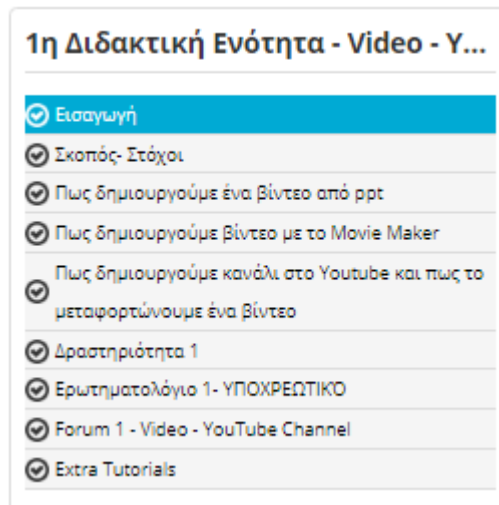 1η Διδακτική Ενότητα - Video - Y...
Εισαγωγή
Σκοπός- Στόχοι
Πως δημιουργούμε ένα βίντεο από ppt
Πως δημιουργούμε βίντεο με το Movie Maker
Πως δημιουργούμε κανάλι στο Youtube και πως το
μεταφορτώνουμε ένα βίντεο
Δραστηριότητα 1
Ερωτηματολόγιο 1- ΥΠΟΧΡΕΩΤΙΚΌ
Forum 1 - Video - YouTube Channel
Extra Tutorials